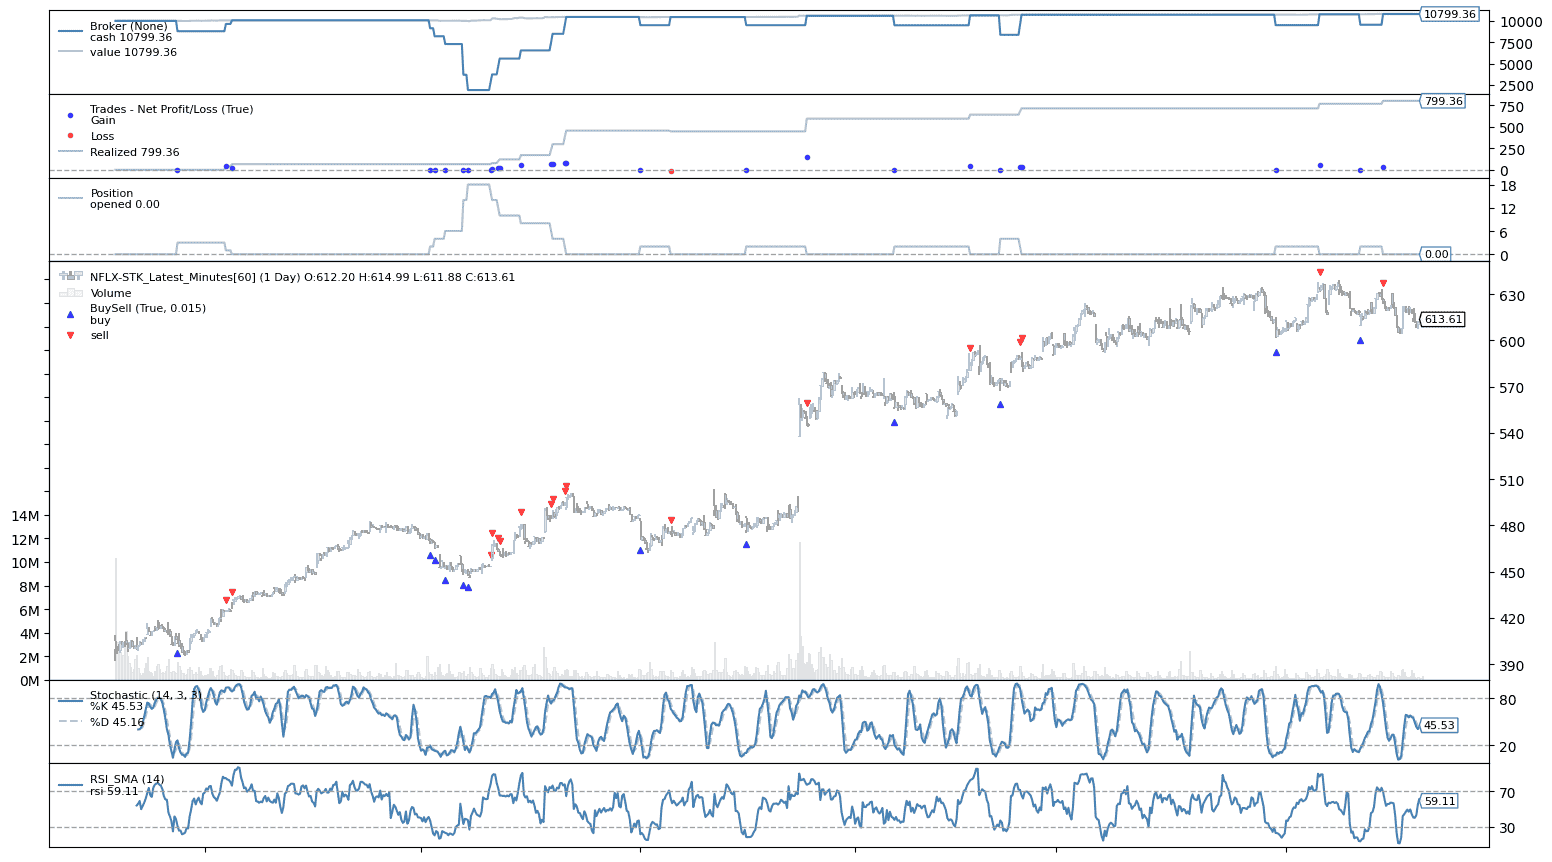 Broker (None)
cash 10799.36
value 10799.36
10799.36
10000
7500
5000
2500
Trades - Net Profit/Loss (True)
Gain
Loss
Realized 799.36
799.36
750
500
250
0
Position
opened 0.00
18
12
6
0
0.00
NFLX-STK_Latest_Minutes[60] (1 Day) O:612.20 H:614.99 L:611.88 C:613.61
Volume
BuySell (True, 0.015)
buy
sell
630
613.61
600
570
540
510
480
450
420
390
14M
12M
10M
8M
6M
4M
2M
0M
Stochastic (14, 3, 3)
%K 45.53
%D 45.16
80
45.53
20
RSI_SMA (14)
rsi 59.11
70
59.11
30